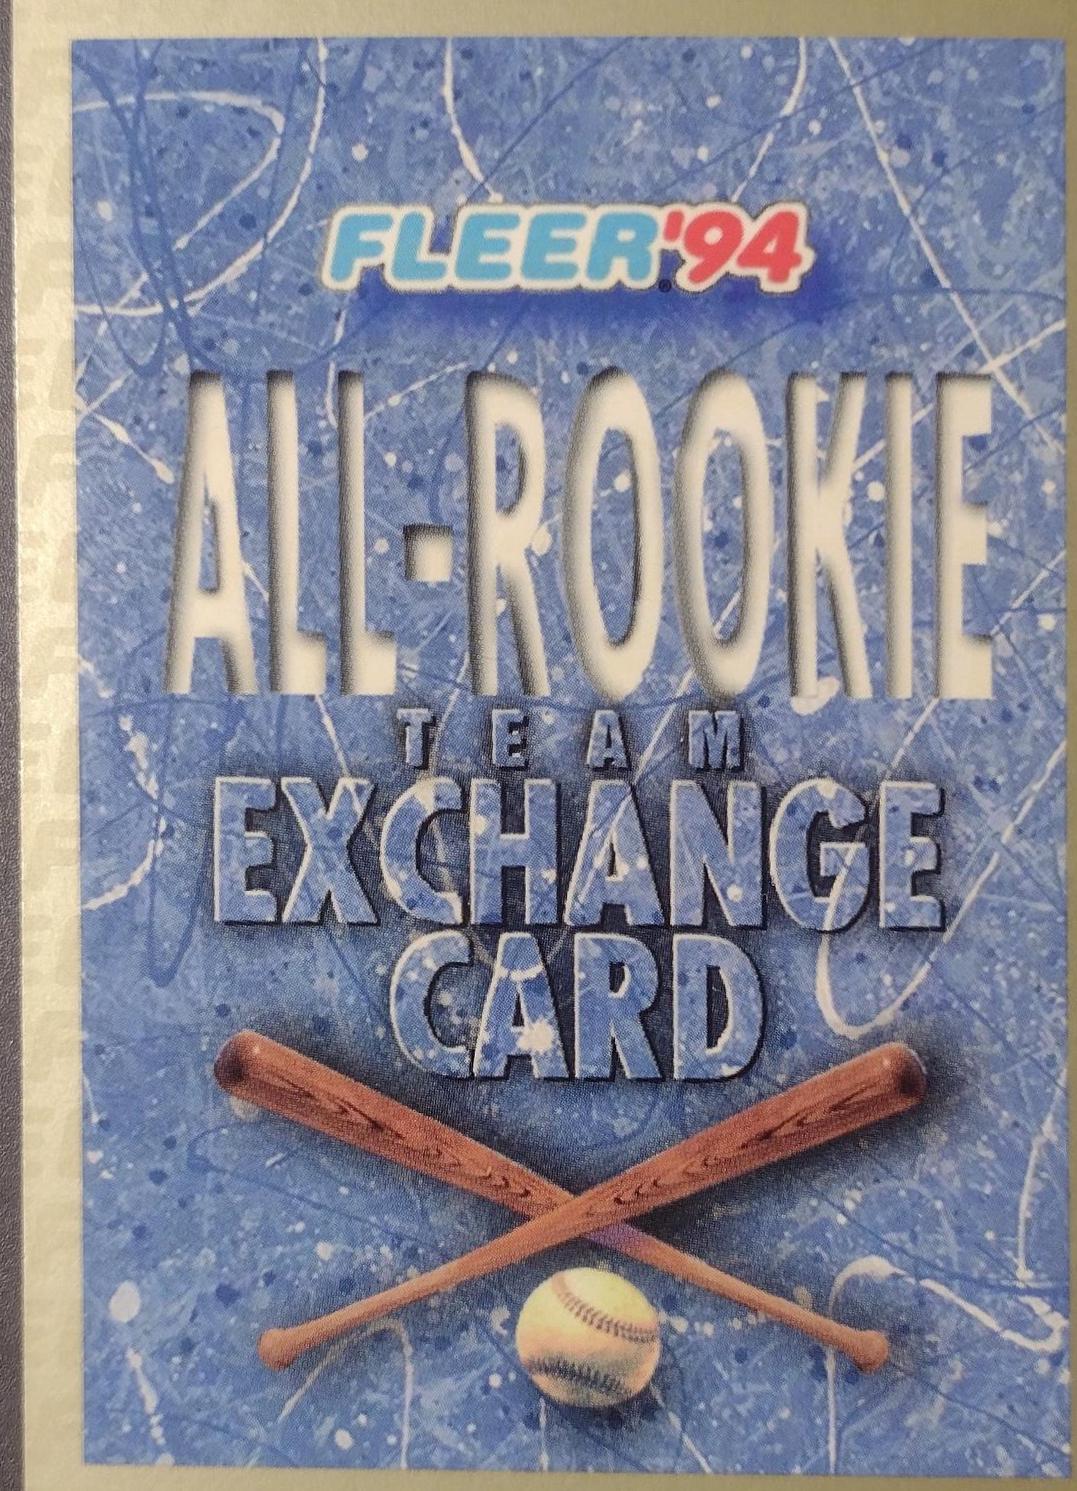 FLEER'94
ALL-ROOKIE
TEAM
EXCHANGE
CARD